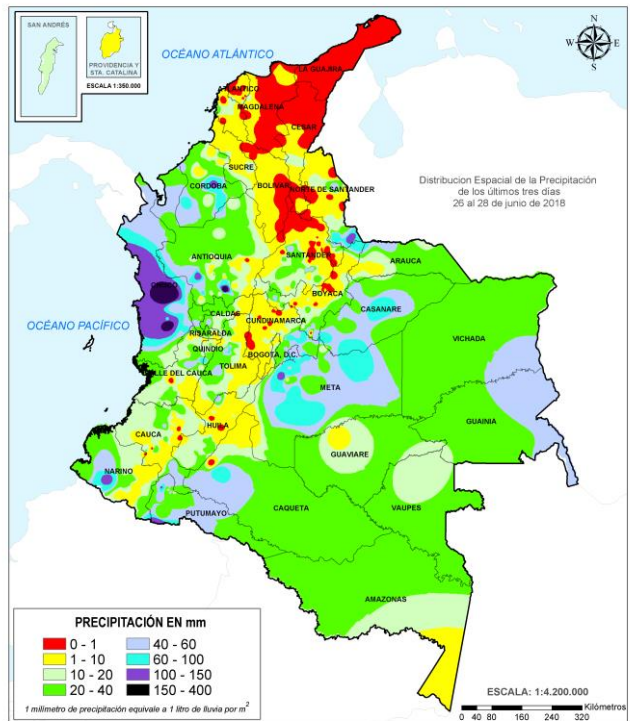 SAN ANDRÉS
PROVIDENCIA Y
STA. CATALINA
ESCALA 1:350.000
OCÉANO ATLÁNTICO
N
W E
S
LA GUAJIRA
ATLÁNTICO
MAGDALENA
CESAR
SUCRE
Distribucion Espacial de la Precipitación
de los últimos tres días
26 al 28 de junio de 2018
CORDOBA
BOLIVAR
NORTE DE SANTANDER
ANTIOQUIA
SANTANDER
ARAUCA
CHOCO
BOYACA
CASANARE
OCÉANO PACÍFICO
CALDAS
CUNDINAMARCA
RISARALDA
VICHADA
QUINDIO
BOGOTA, D.C.
TOLIMA
VALLE DEL CAUCA
META
GUAINIA
CAUCA
HUILA
GUAVIARE
NARIÑO
CAQUETA
VAUPES
PUTUMAYO
AMAZONAS
PRECIPITACIÓN EN mm
0 - 1 40 - 60
1 - 10 60 - 100
10 - 20 100 - 150
20 - 40 150 - 400
1 milimetro de precipitación equivale a 1 litro de lluvia por m²
ESCALA: 1:4.200.000
Kilómetros
40 80 160 240 320